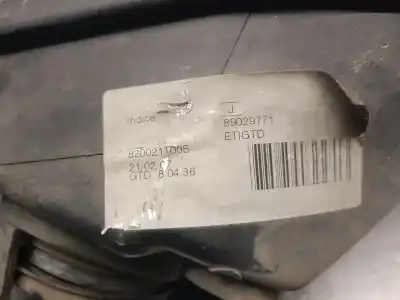 Indice J
89029771
ETIGTD
8200211005
21/02 07
GTD 8 04.36